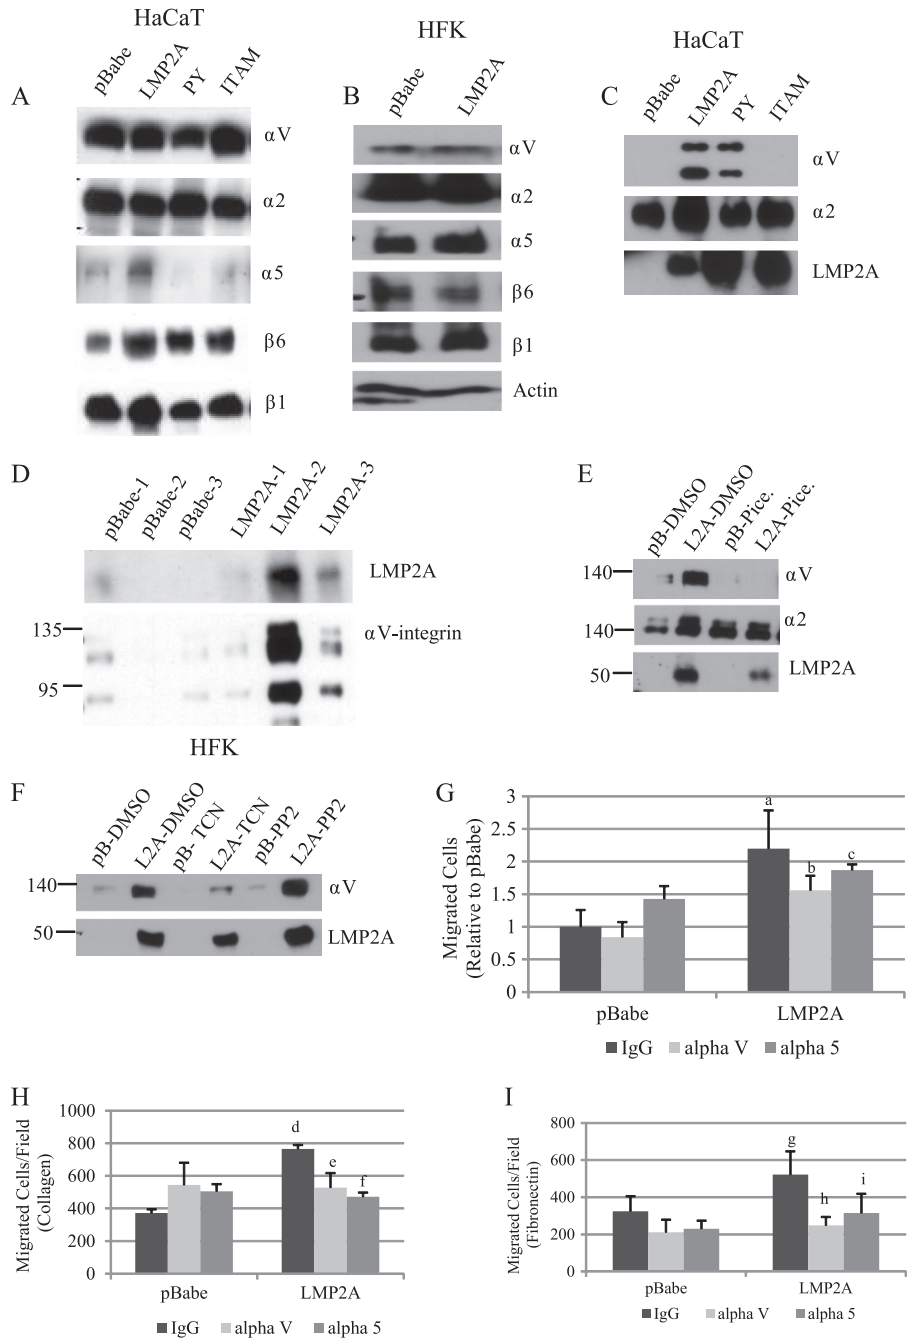 HaCaT
A
pBabe
LMP2A
PY
ITAM
αV
α2
α5
β6
β1
HFK
B
pBabe
LMP2A
αV
α2
α5
β6
β1
Actin
HaCaT
C
pBabe
LMP2A
PY
ITAM
αV
α2
LMP2A
D
pBabe-1
pBabe-2
pBabe-3
LMP2A-1
LMP2A-2
LMP2A-3
LMP2A
135
αV-integrin
95
HFK
E
pB-DMSO
L2A-DMSO
pB-Pice.
L2A-Pice.
140
αV
140
α2
50
LMP2A
F
pB-DMSO
L2A-DMSO
pB- TCN
L2A-TCN
pB-PP2
L2A-PP2
140
αV
50
LMP2A
G
Migrated Cells
(Relative to pBabe)
3
2.5
2
1.5
1
0.5
0
a
b
c
pBabe
LMP2A
IgG alpha V alpha 5
H
Migrated Cells/Field
(Collagen)
1000
800
600
400
200
0
d
e
f
pBabe
LMP2A
IgG alpha V alpha 5
I
Migrated Cells/Field
(Fibronectin)
800
600
400
200
0
g
h
i
pBabe
LMP2A
IgG alpha V alpha 5